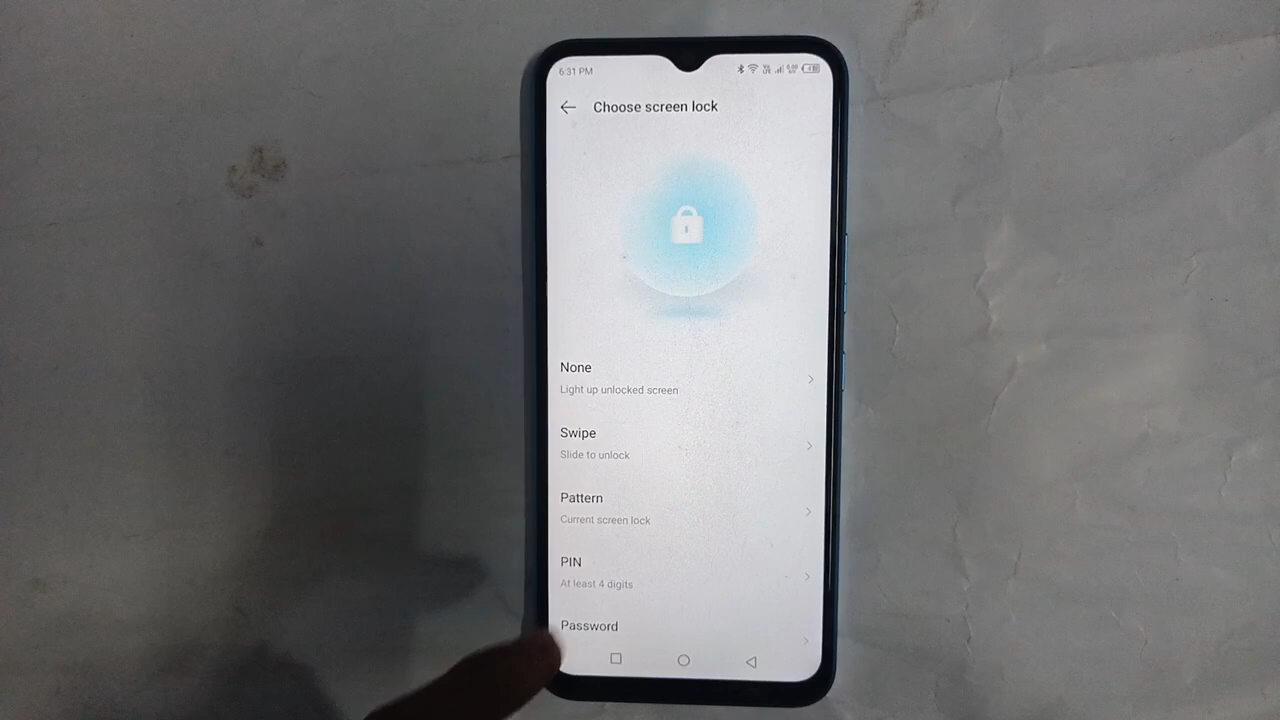 6:31 PM
Choose screen lock
None
Light up unlocked screen
Swipe
Slide to unlock
Pattern
Current screen lock
PIN
At least 4 digits
Password